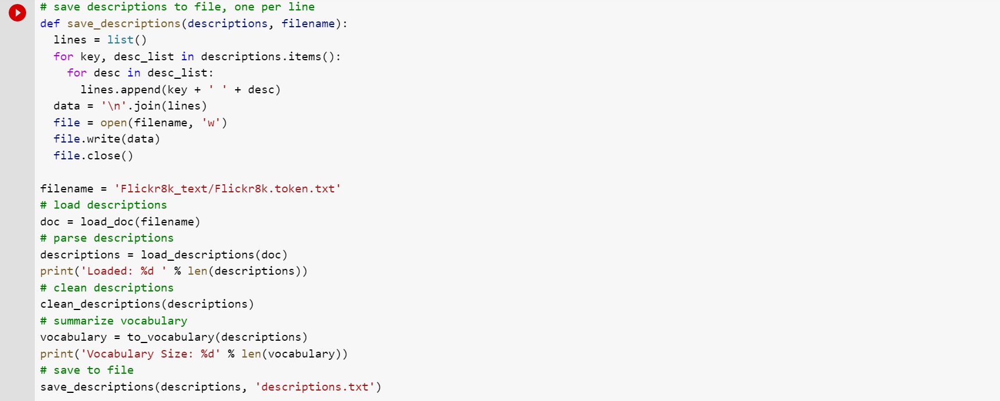 # save descriptions to file, one per line
def save_descriptions(descriptions, filename):
  lines = list()
  for key, desc_list in descriptions.items():
    for desc in desc_list:
      lines.append(key + ' ' + desc)
  data = '\n'.join(lines)
  file = open(filename, 'w')
  file.write(data)
  file.close()

filename = 'Flickr8k_text/Flickr8k.token.txt'
# load descriptions
doc = load_doc(filename)
# parse descriptions
descriptions = load_descriptions(doc)
print('Loaded: %d ' % len(descriptions))
# clean descriptions
clean_descriptions(descriptions)
# summarize vocabulary
vocabulary = to_vocabulary(descriptions)
print('Vocabulary Size: %d' % len(vocabulary))
# save to file
save_descriptions(descriptions, 'descriptions.txt')